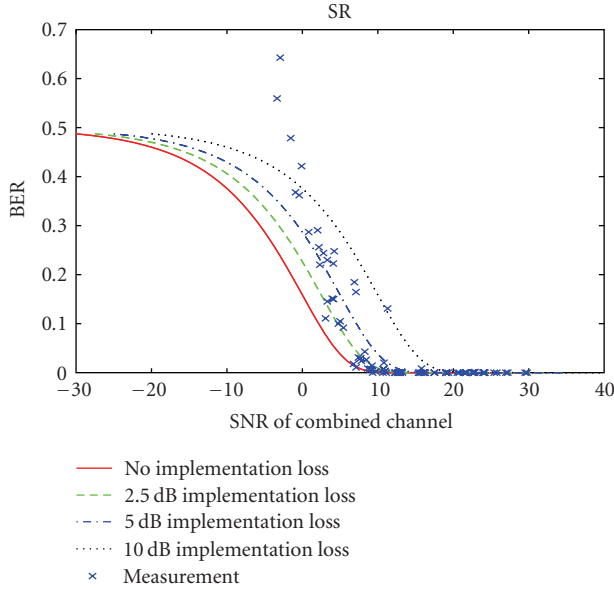 SR
0.7
0.6
0.5
0.4
0.3
0.2
0.1
0
BER
−30 −20 −10 0 10 20 30 40
SNR of combined channel
No implementation loss
2.5 dB implementation loss
5 dB implementation loss
10 dB implementation loss
Measurement